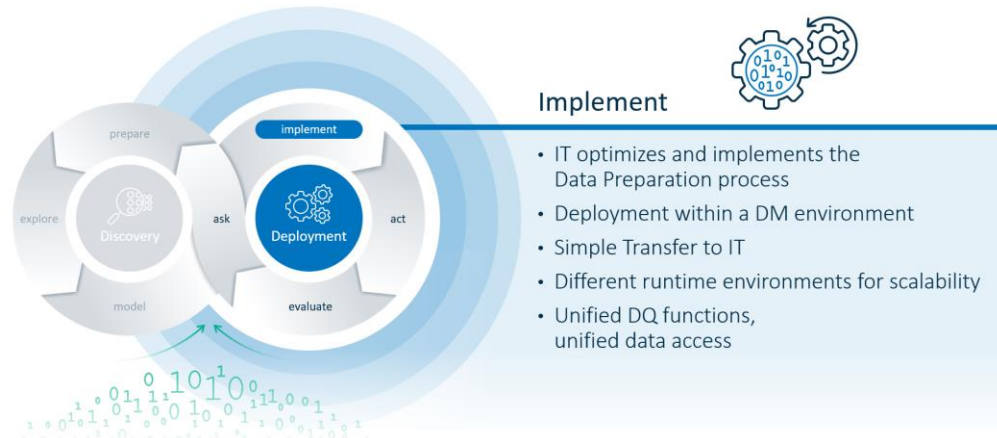 prepare
explore
Discovery
model
ask
implement
Deployment
act
evaluate
Implement
• IT optimizes and implements the
Data Preparation process
• Deployment within a DM environment
• Simple Transfer to IT
• Different runtime environments for scalability
• Unified DQ functions,
unified data access